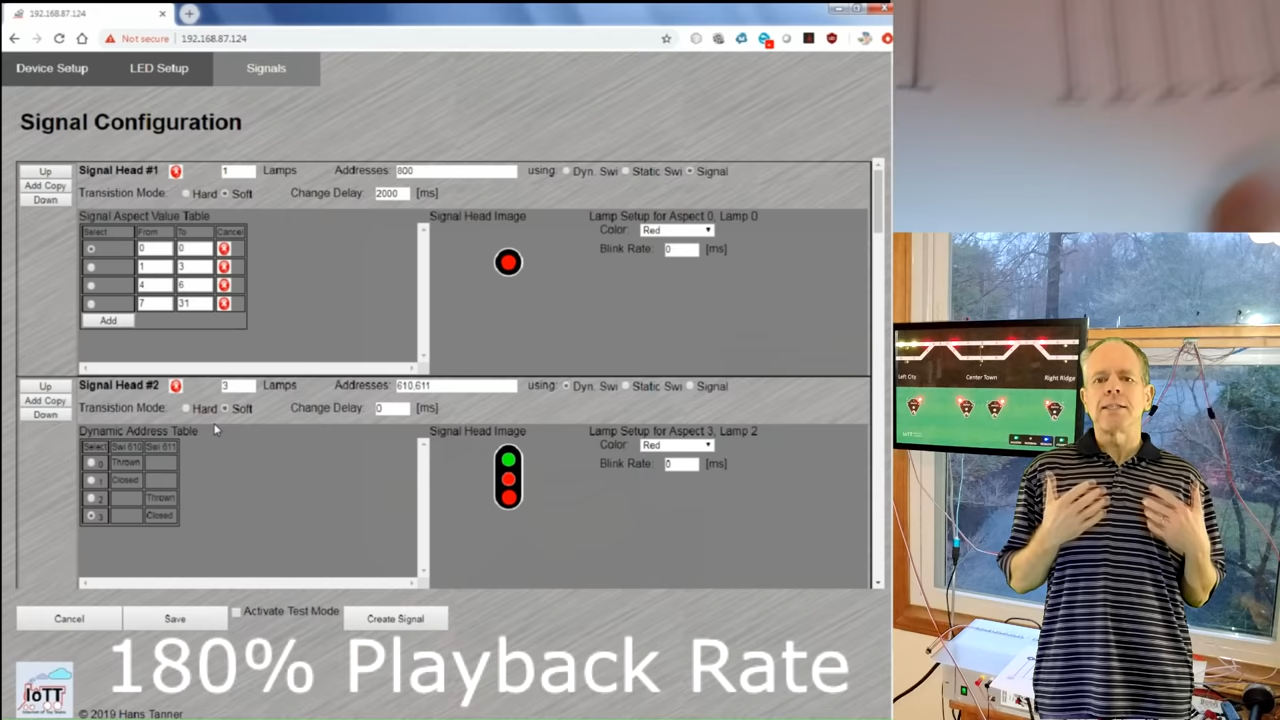 192.168.87.124
Not secure 192.168.87.124
Device Setup LED Setup Signals
Signal Configuration
Up
Add Copy
Down
Signal Head #1 1 Lamps Addresses: 800 using: Dyn. Swi Static Swi Signal
Transistion Mode: Hard Soft Change Delay: 2000 [ms]
Signal Aspect Value Table
Select From To Cancel
0 0
1 3
4 6
7 31
Add
Signal Head Image
Lamp Setup for Aspect 0, Lamp 0
Color: Red
Blink Rate: 0 [ms]
Up
Add Copy
Down
Signal Head #2 3 Lamps Addresses: 610,611 using: Dyn. Swi Static Swi Signal
Transistion Mode: Hard Soft Change Delay: 0 [ms]
Dynamic Address Table
Select Swi 610 Swi 611
0 Thrown
1 Closed
2 Thrown
3 Closed
Signal Head Image
Lamp Setup for Aspect 3, Lamp 2
Color: Red
Blink Rate: 0 [ms]
Cancel Save Activate Test Mode Create Signal
180% Playback Rate
IoTT
© 2019 Hans Tanner
Left City Center Town Right Ridge
IoTT